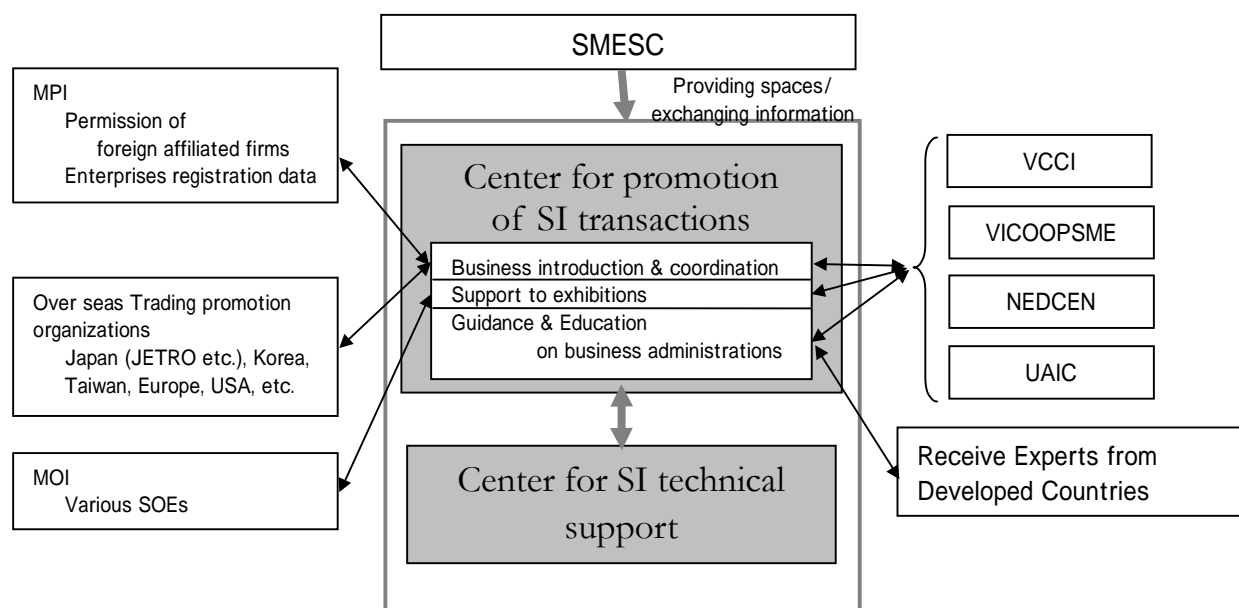 SMESC
Providing spaces/
exchanging information
MPI
Permission of
foreign affiliated firms
Enterprises registration data
Over seas Trading promotion
organizations
Japan (JETRO etc.), Korea,
Taiwan, Europe, USA, etc.
MOI
Various SOEs
Center for promotion
of SI transactions
Business introduction & coordination
Support to exhibitions
Guidance & Education
on business administrations
Center for SI technical
support
VCCI
VICOOPSME
NEDCEN
UAIC
Receive Experts from
Developed Countries